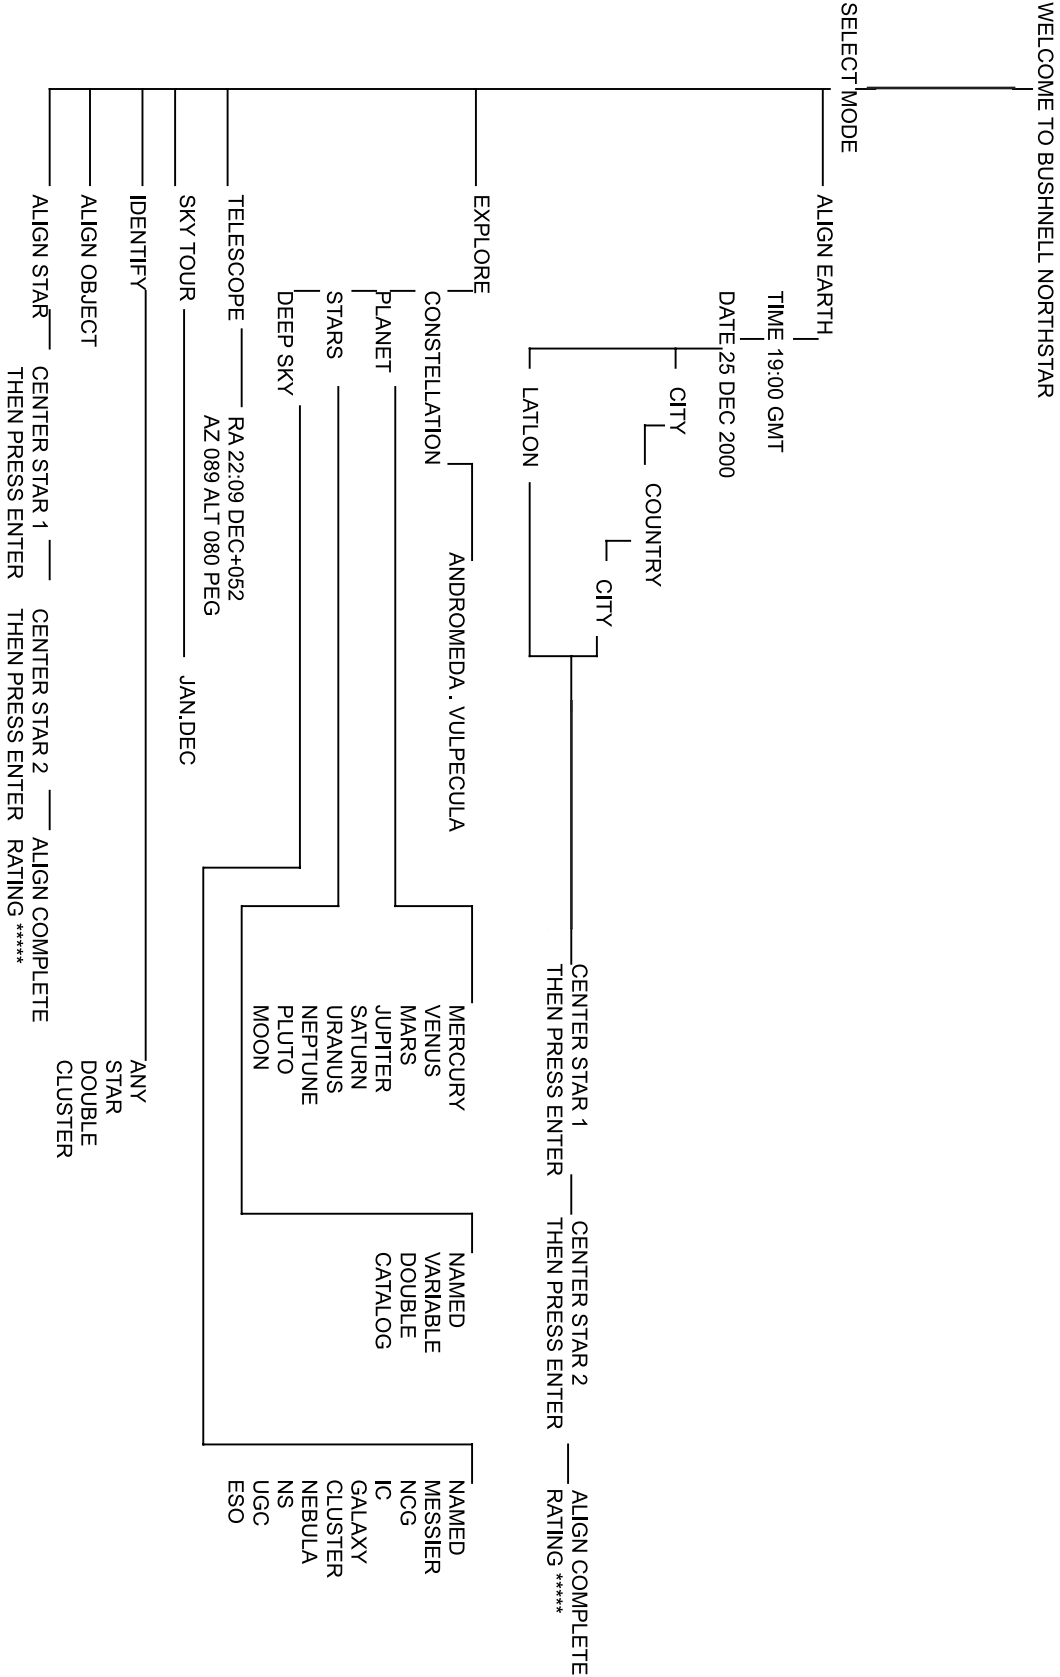 WELCOME TO BUSHNELL NORTHSTAR
SELECT MODE
ALIGN EARTH
TIME 19:00 GMT
DATE 25 DEC 2000
CITY
COUNTRY
CITY
LATLON
CENTER STAR 1
THEN PRESS ENTER
CENTER STAR 2
THEN PRESS ENTER
ALIGN COMPLETE
RATING *****
EXPLORE
CONSTELLATION
ANDROMEDA . VULPECULA
PLANET
MERCURY
VENUS
MARS
JUPITER
SATURN
URANUS
NEPTUNE
PLUTO
MOON
STARS
NAMED
VARIABLE
DOUBLE
CATALOG
DEEP SKY
NAMED
MESSIER
NCG
IC
GALAXY
CLUSTER
NEBULA
NS
UGC
ESO
TELESCOPE
RA 22:09 DEC+052
AZ 089 ALT 080 PEG
SKY TOUR
JAN.DEC
IDENTIFY
ANY
STAR
DOUBLE
CLUSTER
ALIGN OBJECT
ALIGN STAR
CENTER STAR 1
THEN PRESS ENTER
CENTER STAR 2
THEN PRESS ENTER
ALIGN COMPLETE
RATING *****